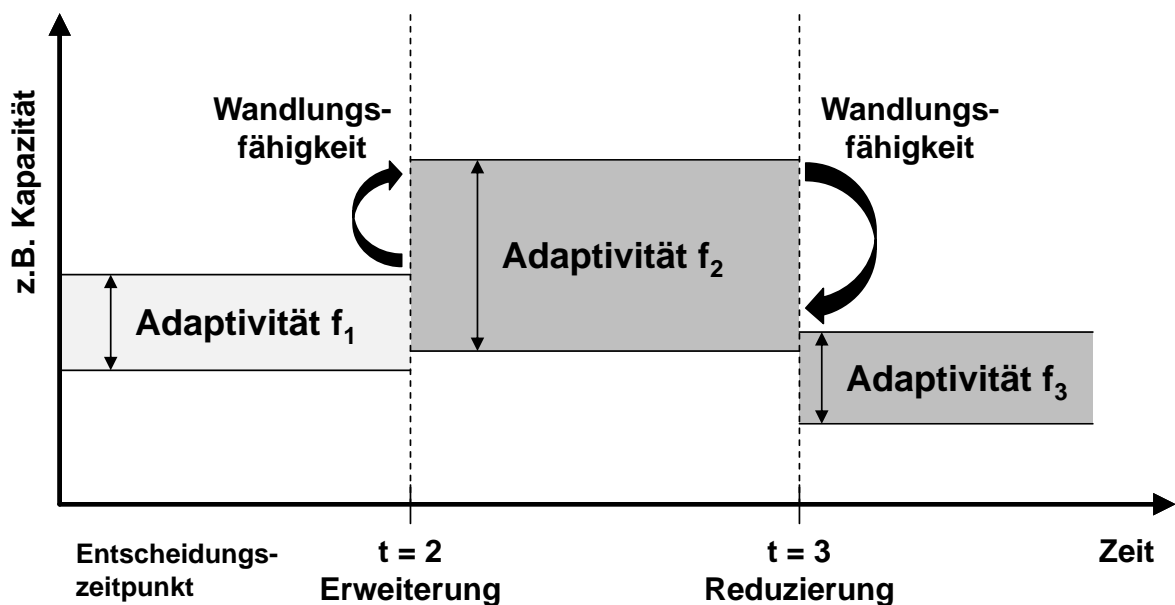 z.B. Kapazität
Wandlungs-
fähigkeit
Wandlungs-
fähigkeit
Adaptivität f₁
Adaptivität f₂
Adaptivität f₃
Entscheidungs-
zeitpunkt
t = 2
Erweiterung
t = 3
Reduzierung
Zeit